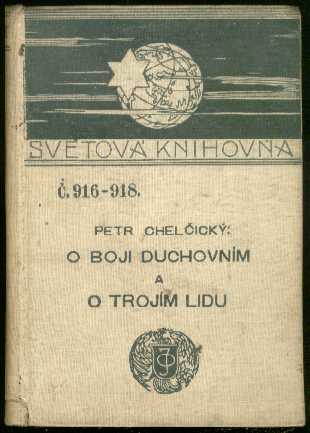 SVĚTOVÁ KNIHOVNA
Č. 916-918.
PETR CHELČICKÝ:
O BOJI DUCHOVNÍM
A
O TROJÍM LIDU